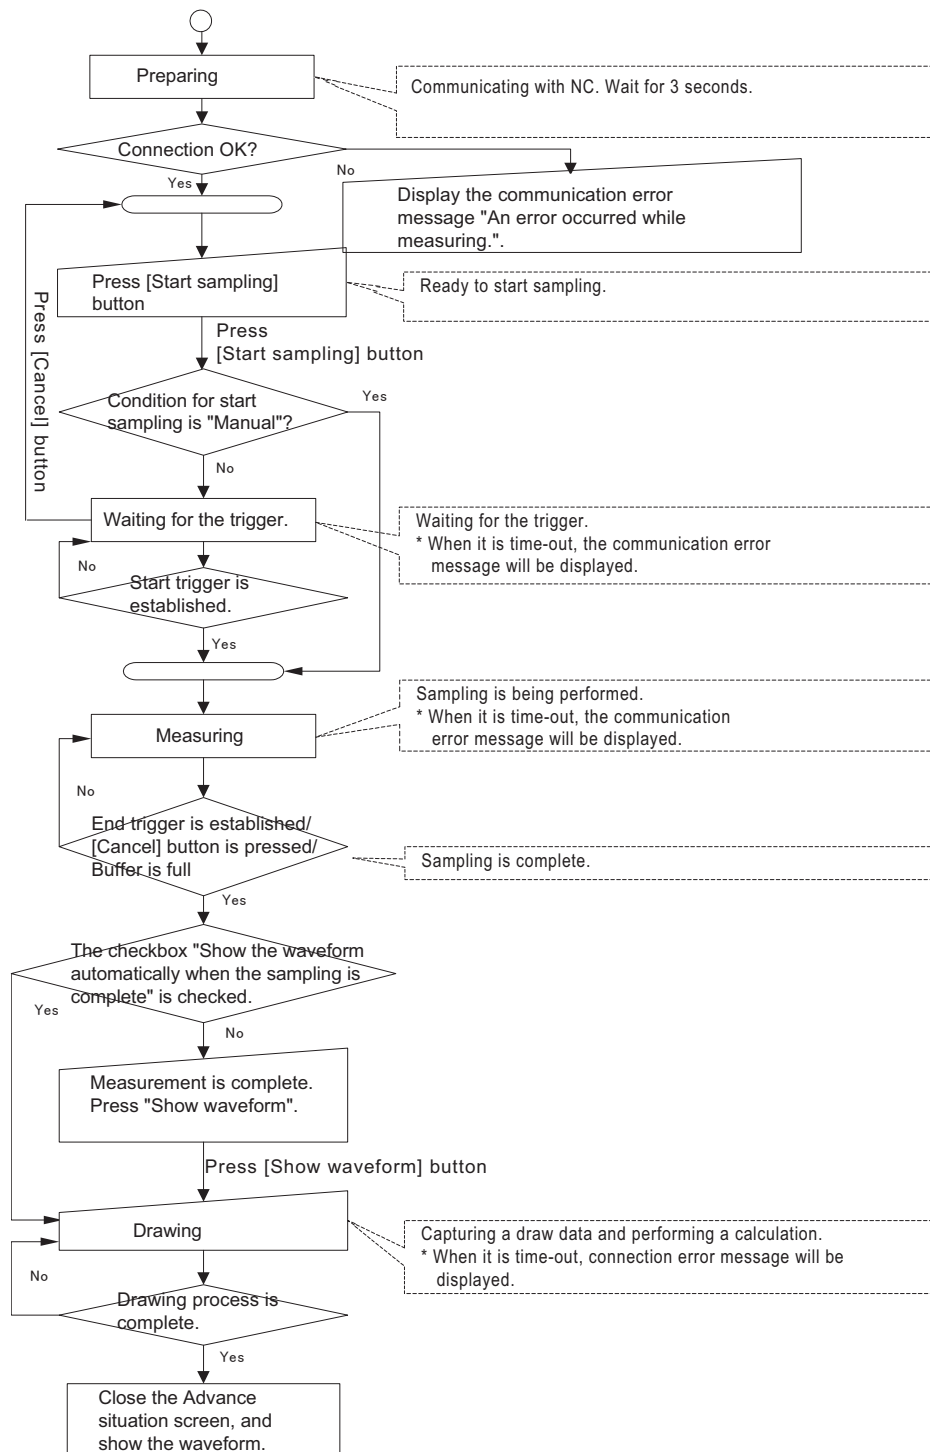 Preparing
Communicating with NC. Wait for 3 seconds.
Connection OK?
No
Yes
Display the communication error
message "An error occurred while
measuring.".
Press [Start sampling]
button
Ready to start sampling.
Press [Cancel] button
Press
[Start sampling] button
Condition for start
sampling is "Manual"?
Yes
No
Waiting for the trigger.
Waiting for the trigger.
* When it is time-out, the communication error
message will be displayed.
No
Start trigger is
established.
Yes
Sampling is being performed.
* When it is time-out, the communication
error message will be displayed.
Measuring
No
End trigger is established/
[Cancel] button is pressed/
Buffer is full
Sampling is complete.
Yes
The checkbox "Show the waveform
automatically when the sampling is
complete" is checked.
Yes
No
Measurement is complete.
Press "Show waveform".
Press [Show waveform] button
Drawing
Capturing a draw data and performing a calculation.
* When it is time-out, connection error message will be
displayed.
No
Drawing process is
complete.
Yes
Close the Advance
situation screen, and
show the waveform.